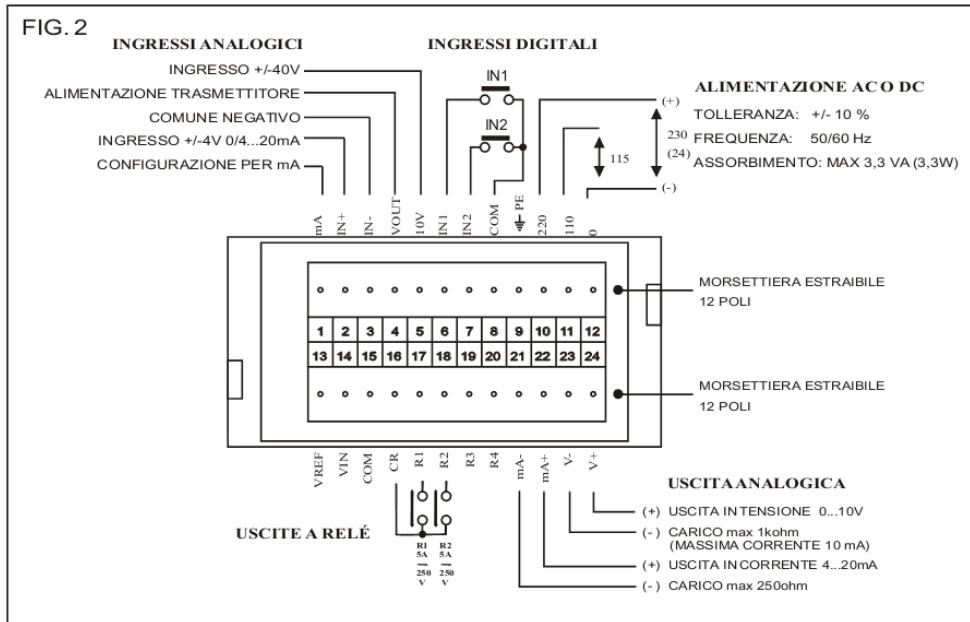 FIG. 2
INGRESSI ANALOGICI
INGRESSI DIGITALI
INGRESSO +/-40V
ALIMENTAZIONE TRASMETTITORE
COMUNE NEGATIVO
INGRESSO +/-4V 0/4...20mA
CONFIGURAZIONE PER mA
IN1
IN2
ALIMENTAZIONE AC O DC
(+)
TOLLERANZA: +/- 10 %
230
FREQUENZA: 50/60 Hz
(24)
115
ASSORBIMENTO: MAX 3,3 VA (3,3W)
(-)
mA
IN+
IN-
VOUT
10V
IN1
IN2
COM
PE
220
110
0
MORSETTIERA ESTRAIBILE
12 POLI
1 2 3 4 5 6 7 8 9 10 11 12
13 14 15 16 17 18 19 20 21 22 23 24
MORSETTIERA ESTRAIBILE
12 POLI
VREF
VIN
COM
CR
R1
R2
R3
R4
mA-
mA+
V-
V+
USCITE A RELÉ
R1
5A
250
V
R2
5A
250
V
USCITA ANALOGICA
(+) USCITA IN TENSIONE 0...10V
(-) CARICO max 1kohm
(MASSIMA CORRENTE 10 mA)
(+) USCITA IN CORRENTE 4...20mA
(-) CARICO max 250ohm